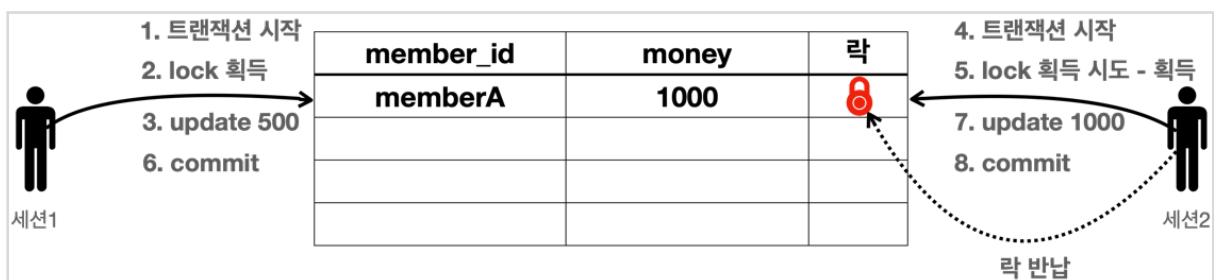 1. 트랜잭션 시작
2. lock 획득
3. update 500
6. commit
세션1
member_id money 락
memberA 1000
4. 트랜잭션 시작
5. lock 획득 시도 - 획득
7. update 1000
8. commit
세션2
락 반납